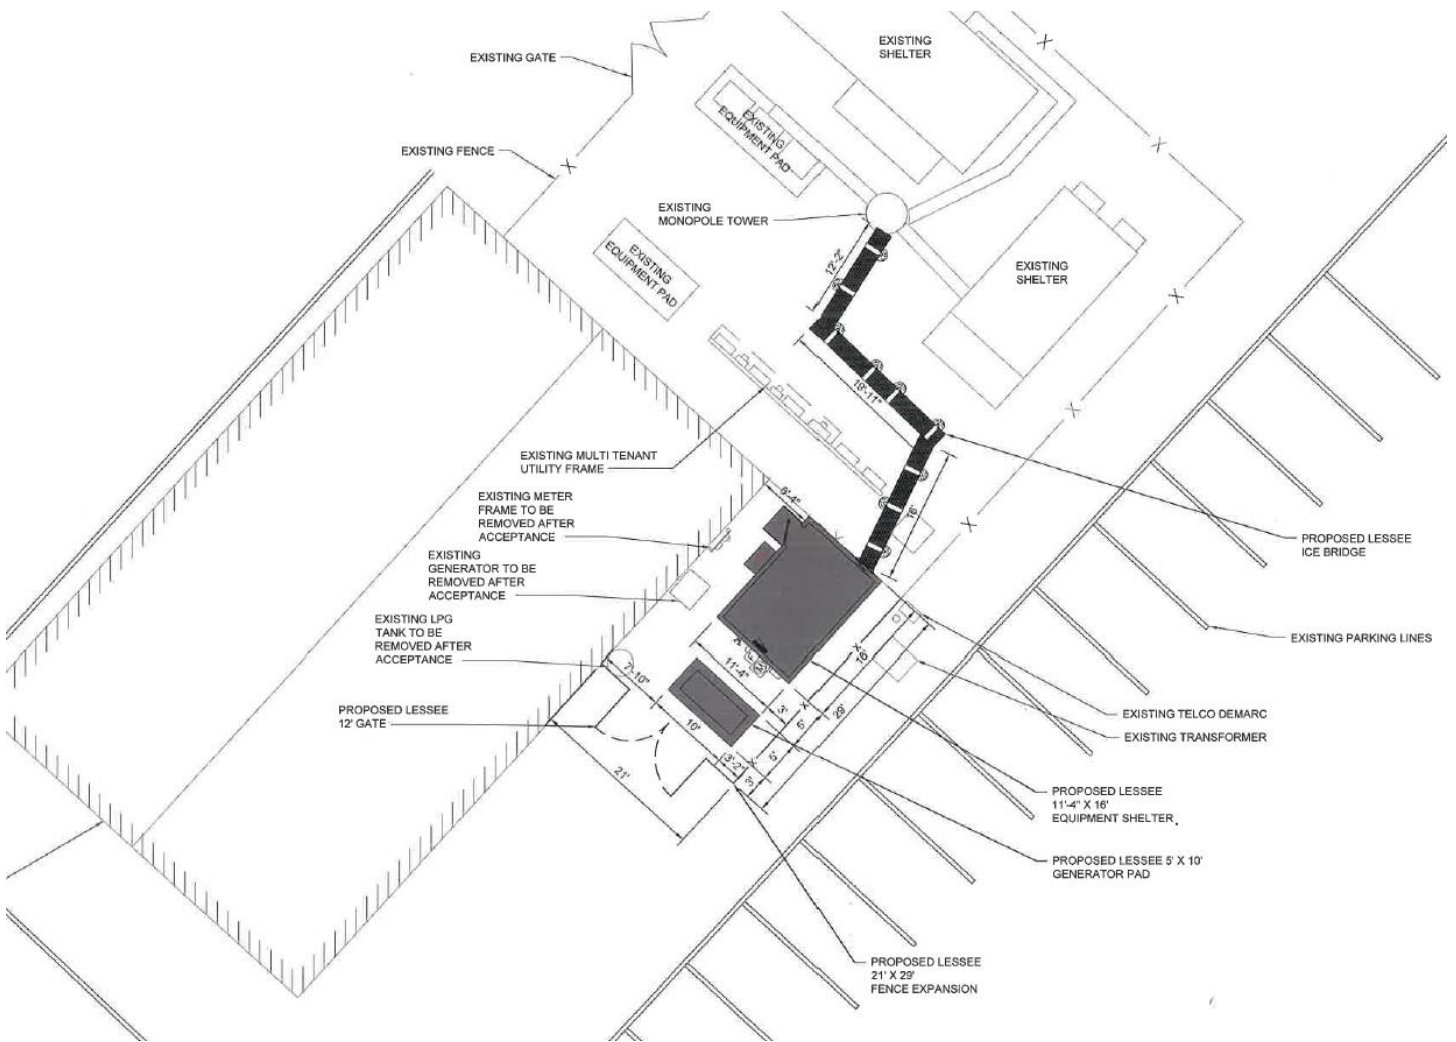 EXISTING
SHELTER
EXISTING GATE
EXISTING
EQUIPMENT PAD
EXISTING FENCE
EXISTING
MONOPOLE TOWER
EXISTING
EQUIPMENT PAD
12'-2"
EXISTING
SHELTER
19'-11"
EXISTING MULTI TENANT
UTILITY FRAME
EXISTING METER
FRAME TO BE
REMOVED AFTER
ACCEPTANCE
16'
PROPOSED LESSEE
ICE BRIDGE
EXISTING
GENERATOR TO BE
REMOVED AFTER
ACCEPTANCE
EXISTING LPG
TANK TO BE
REMOVED AFTER
ACCEPTANCE
EXISTING PARKING LINES
7'-10"
11'-4"
16'
29'
3'
6'
5'
3'
10'
3'-2"
21'
PROPOSED LESSEE
12' GATE
EXISTING TELCO DEMARC
EXISTING TRANSFORMER
PROPOSED LESSEE
11'-4" X 16'
EQUIPMENT SHELTER
PROPOSED LESSEE 5' X 10'
GENERATOR PAD
PROPOSED LESSEE
21' X 29'
FENCE EXPANSION